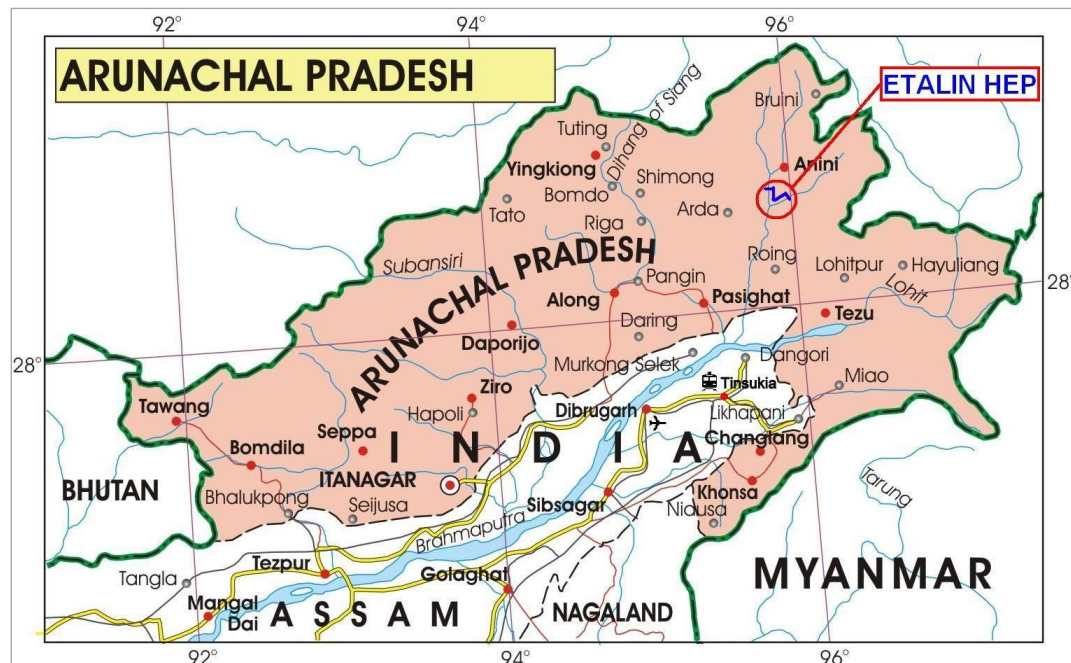 92°
94°
96°
ARUNACHAL PRADESH
ETALIN HEP
Bruini
Tuting
Dihang of Siang
Yingkiong
Anini
Bomdo
Shimong
Tato
Riga
Arda
ARUNACHAL PRADESH
Roing
Lohitpur
Hayuliang
Subansiri
Pangin
Lohit
28°
Along
Pasighat
Tezu
Daring
Daporijo
28°
Murkong Selek
Dangori
Miao
Ziro
Tinsukia
Tawang
Hapoli
Dibrugarh
Likhapani
Seppa
INDIA
Changlang
Bomdila
ITANAGAR
BHUTAN
Bhalukpong
Seijusa
Sibsagar
Khonsa
Nidusa
Tarung
Brahmaputra
Tezpur
Golaghat
MYANMAR
Tangla
Mangal
Dai
ASSAM
NAGALAND
92°
94°
96°